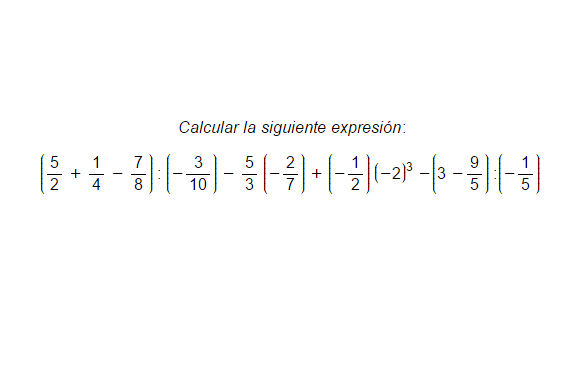 Calcular la siguiente expresión:
(5/2 + 1/4 − 7/8) : (−3/10) − 5/3 (−2/7) + (−1/2)(−2)³ − (3 − 9/5) : (−1/5)